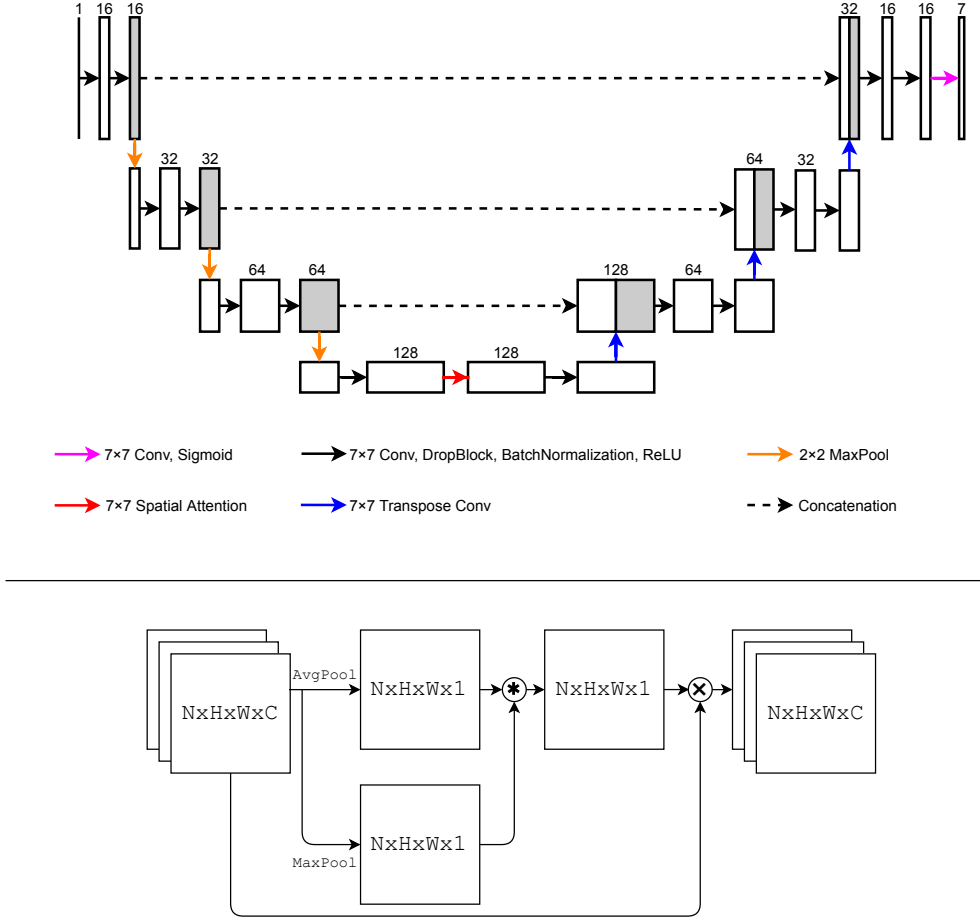 1 16 16 32 16 16 7
32 32 64 32
64 64 128 64
128 128
7×7 Conv, Sigmoid 7×7 Conv, DropBlock, BatchNormalization, ReLU 2×2 MaxPool
7×7 Spatial Attention 7×7 Transpose Conv Concatenation
AvgPool
NxHxWxC NxHxWx1 * NxHxWx1 × NxHxWxC
NxHxWx1
MaxPool